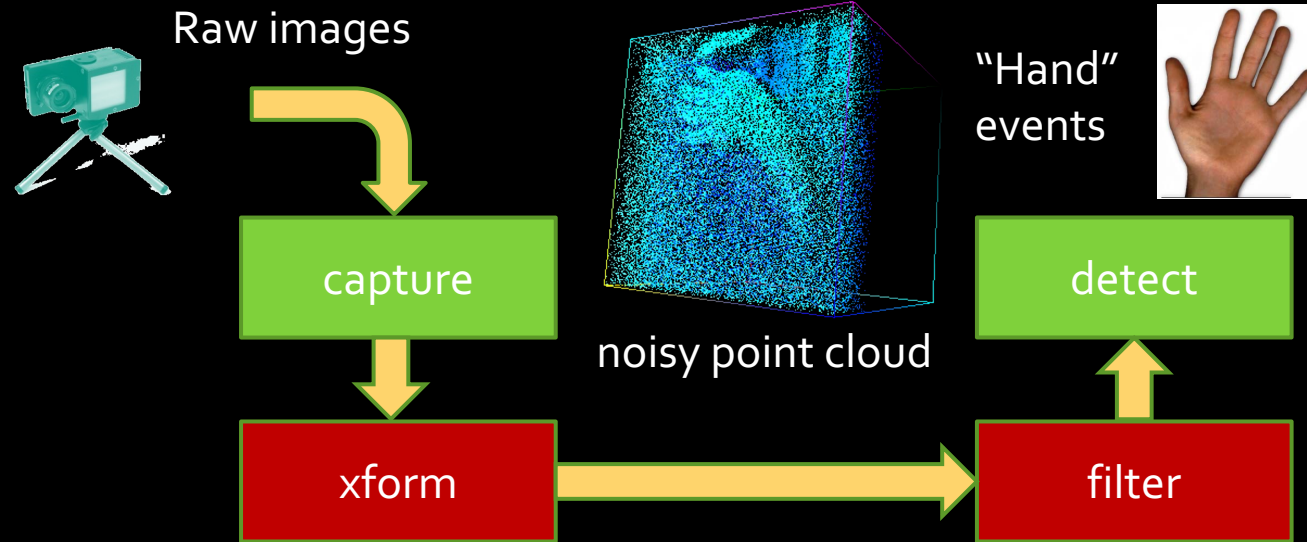 Raw images
“Hand”
events
capture
noisy point cloud
detect
xform
filter